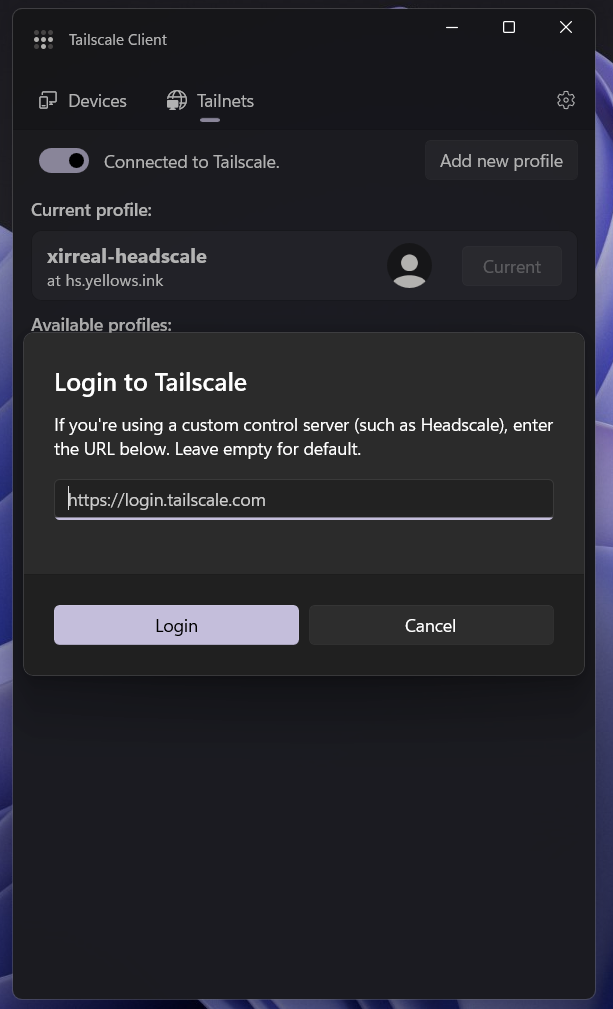 Tailscale Client
Devices
Tailnets
Connected to Tailscale.
Add new profile
Current profile:
xirreal-headscale
at hs.yellows.ink
Current
Available profiles:
Login to Tailscale
If you're using a custom control server (such as Headscale), enter
the URL below. Leave empty for default.
https://login.tailscale.com
Login
Cancel